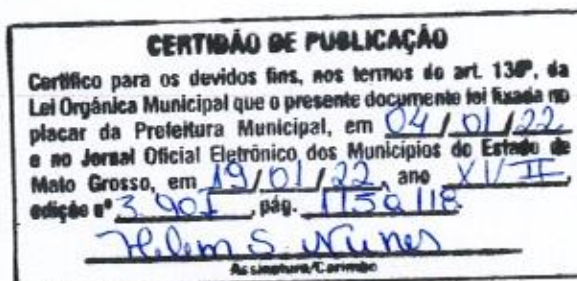 CERTIDÃO DE PUBLICAÇÃO
Certifico para os devidos fins, nos termos do art. 136º, da
Lei Orgânica Municipal que o presente documento foi fixada no
placar da Prefeitura Municipal, em 04/01/22
e no Jornal Oficial Eletrônico dos Municípios do Estado de
Mato Grosso, em 19/01/22, ano XVII
edição nº 3.901, pág. 115 a 118.
Helem S. Nunes
Assinatura/Carimbo